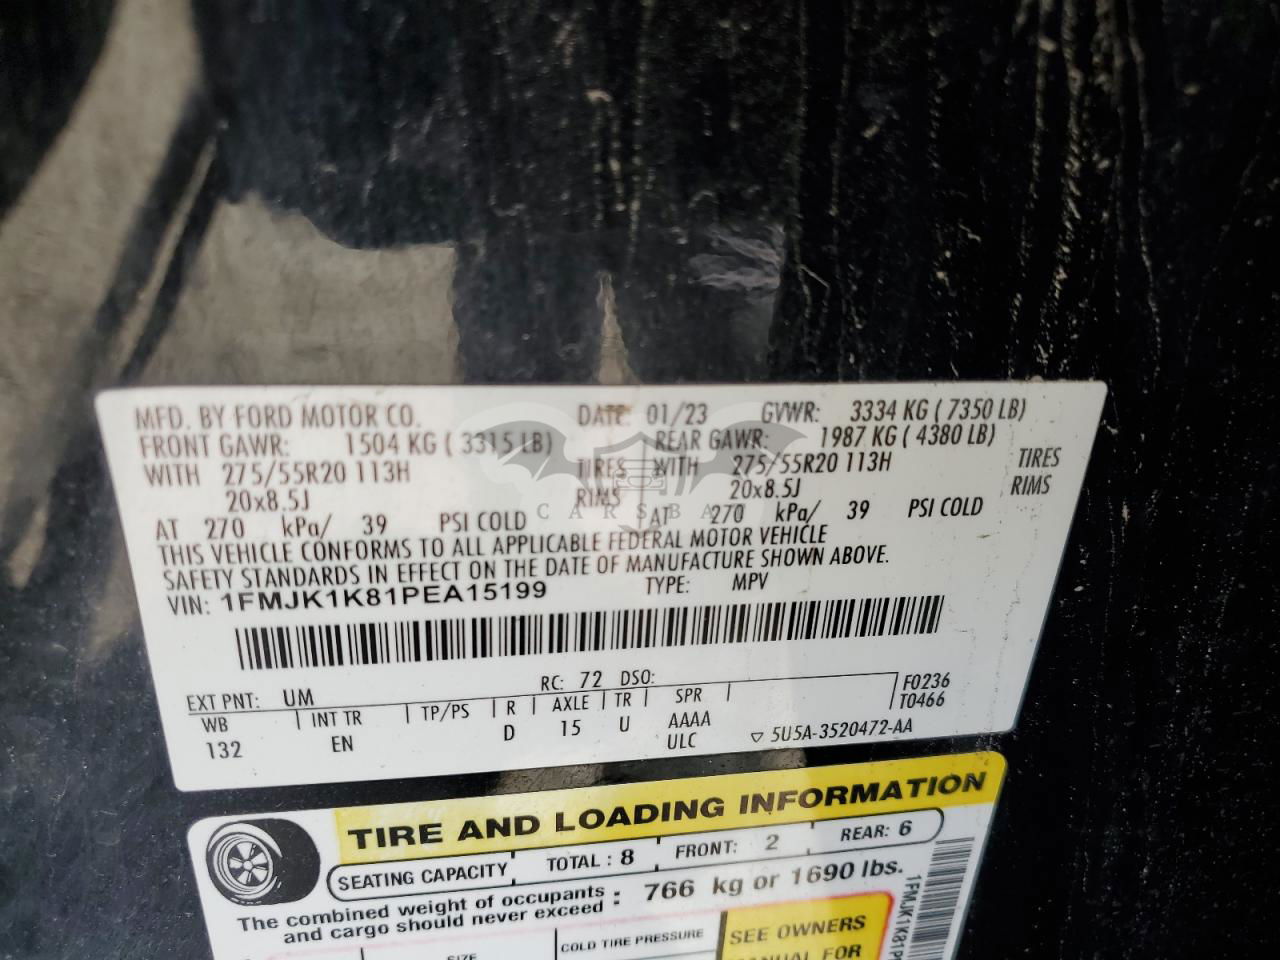 MFD. BY FORD MOTOR CO. DATE: 01/23 GVWR: 3334 KG ( 7350 LB)
FRONT GAWR: 1504 KG ( 3315 LB) REAR GAWR: 1987 KG ( 4380 LB)
WITH 275/55R20 113H TIRES WITH 275/55R20 113H TIRES
20x8.5J RIMS 20x8.5J RIMS
AT 270 kPa/ 39 PSI COLD AT 270 kPa/ 39 PSI COLD
THIS VEHICLE CONFORMS TO ALL APPLICABLE FEDERAL MOTOR VEHICLE
SAFETY STANDARDS IN EFFECT ON THE DATE OF MANUFACTURE SHOWN ABOVE.
VIN: 1FMJK1K81PEA15199 TYPE: MPV
EXT PNT: UM RC: 72 DSO: F0236
WB INT TR TP/PS R AXLE TR SPR T0466
132 EN D 15 U AAAA
ULC ▽ 5U5A-3520472-AA
TIRE AND LOADING INFORMATION
SEATING CAPACITY TOTAL : 8 FRONT: 2 REAR: 6
The combined weight of occupants and cargo should never exceed : 766 kg or 1690 lbs.
SIZE COLD TIRE PRESSURE SEE OWNERS
MANUAL FOR